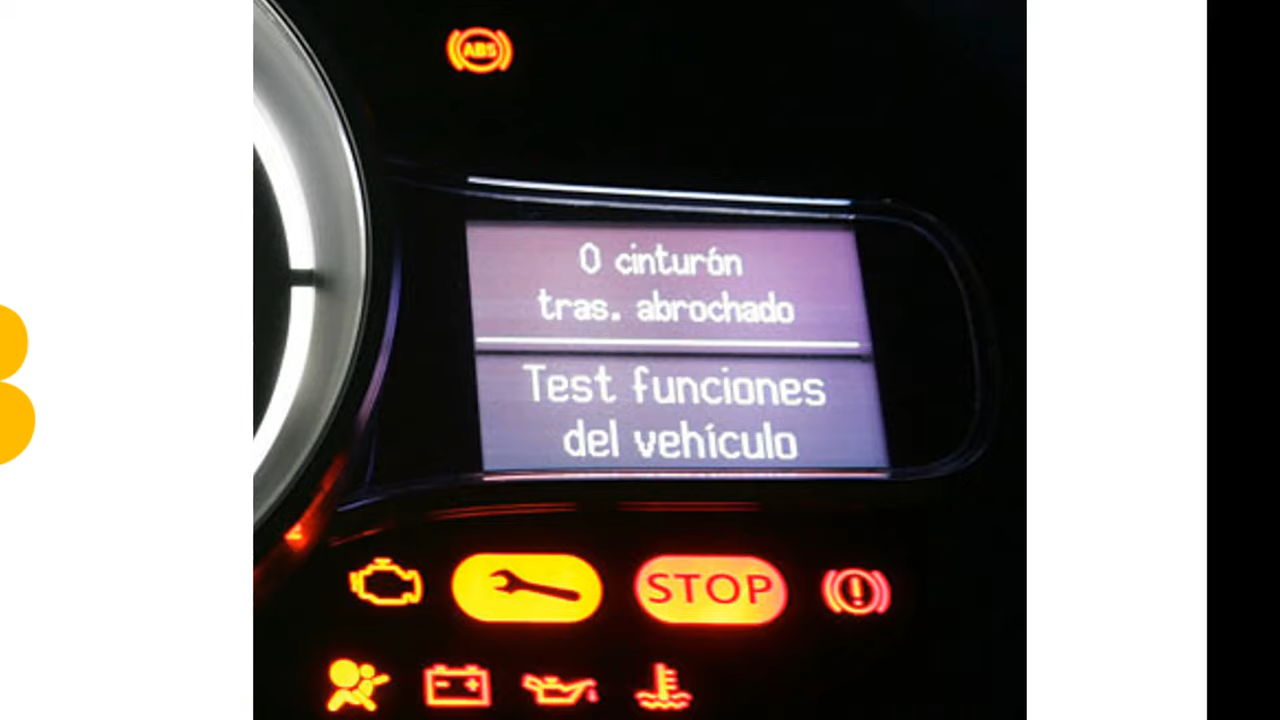 ABS
0 cinturón
tras. abrochado
Test funciones
del vehículo
STOP